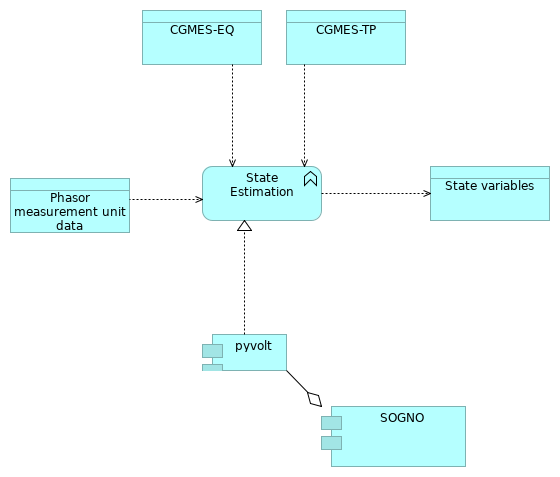 CGMES-EQ
CGMES-TP
State
Estimation
State variables
Phasor
measurement unit
data
pyvolt
SOGNO